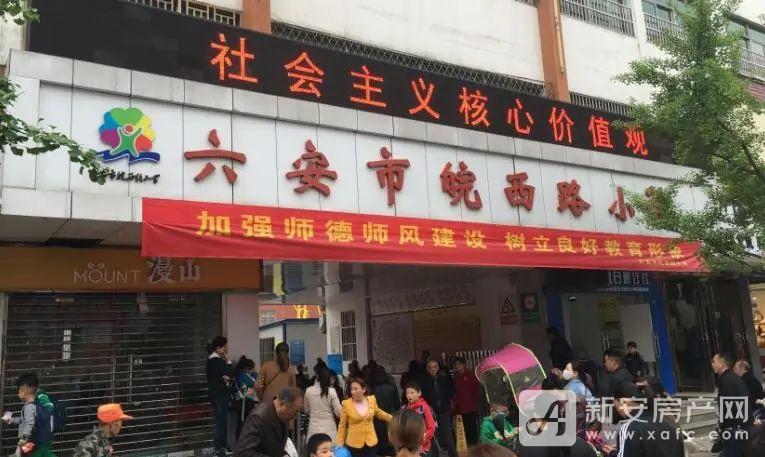 社会主义核心价值观
六安市皖西路小
加强师德师风建设 树立良好教育形象
MOUNT 漫山
新安房产网
www.xafc.com